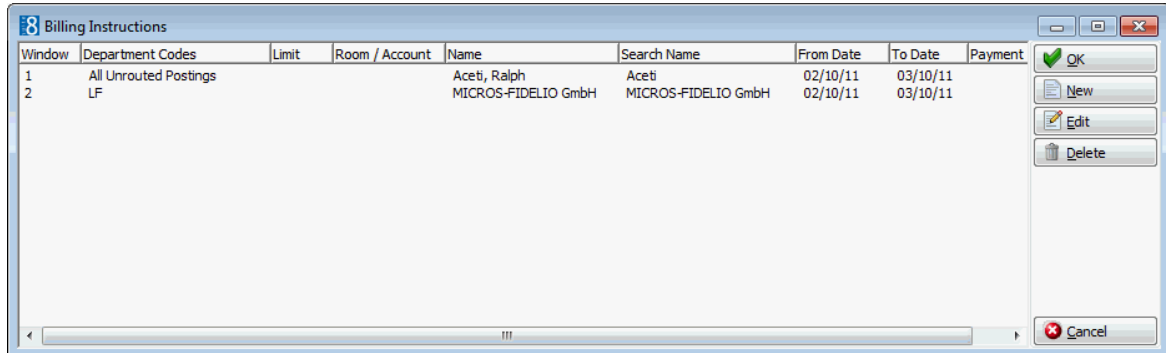 8 Billing Instructions
Window Department Codes Limit Room / Account Name Search Name From Date To Date Payment
1 All Unrouted Postings Aceti, Ralph Aceti 02/10/11 03/10/11
2 LF MICROS-FIDELIO GmbH MICROS-FIDELIO GmbH 02/10/11 03/10/11
OK
New
Edit
Delete
Cancel